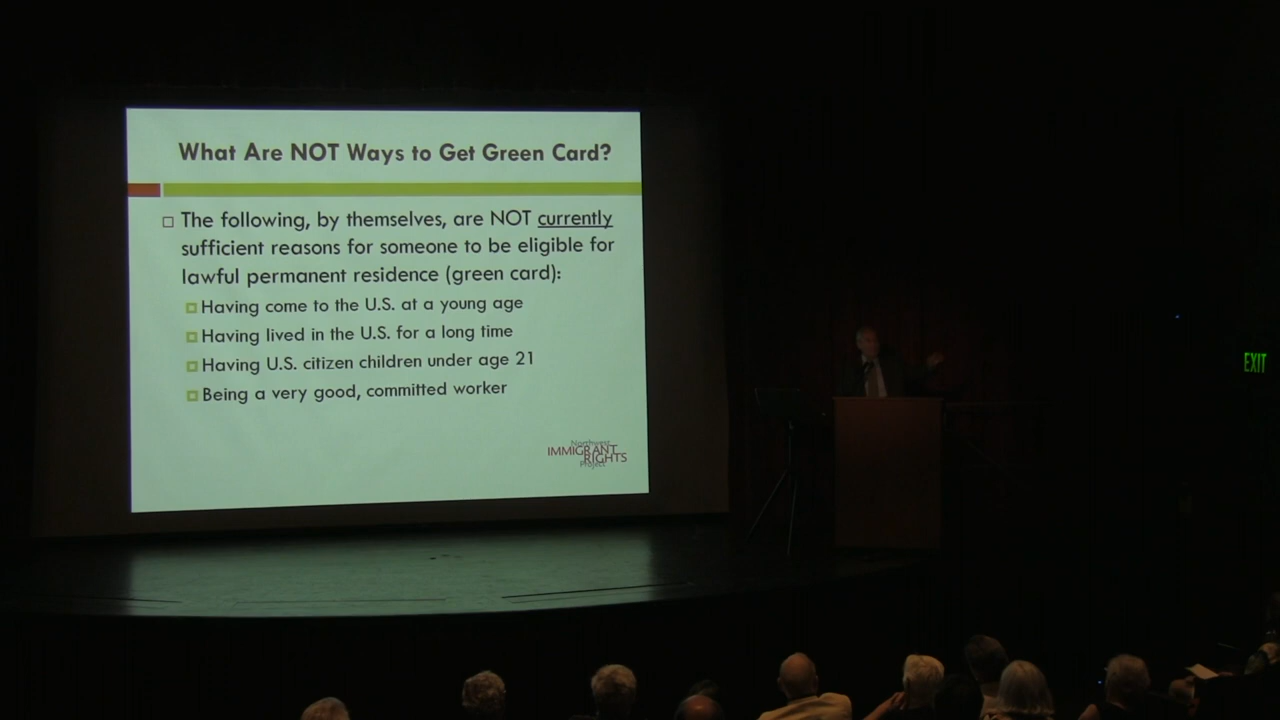 What Are NOT Ways to Get Green Card?
The following, by themselves, are NOT currently
sufficient reasons for someone to be eligible for
lawful permanent residence (green card):
Having come to the U.S. at a young age
Having lived in the U.S. for a long time
Having U.S. citizen children under age 21
Being a very good, committed worker
Northwest
IMMIGRANT
RIGHTS
Project
EXIT